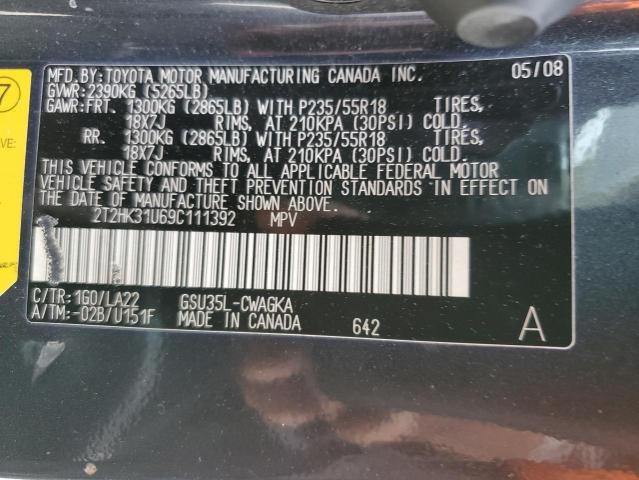 MFD.BY:TOYOTA MOTOR MANUFACTURING CANADA INC. 05/08
GVWR:2390KG (5265LB)
GAWR:FRT. 1300KG (2865LB) WITH P235/55R18 TIRES,
18X7J RIMS, AT 210KPA (30PSI) COLD.
RR. 1300KG (2865LB) WITH P235/55R18 TIRES,
18X7J RIMS, AT 210KPA (30PSI) COLD.
THIS VEHICLE CONFORMS TO ALL APPLICABLE FEDERAL MOTOR
VEHICLE SAFETY AND THEFT PREVENTION STANDARDS IN EFFECT ON
THE DATE OF MANUFACTURE SHOWN ABOVE.
2T2HK31U69C111392 MPV
C/TR:1G0/LA22 GSU35L-CWAGKA
A/TM:-02B/U151F MADE IN CANADA 642 A
7
VE: